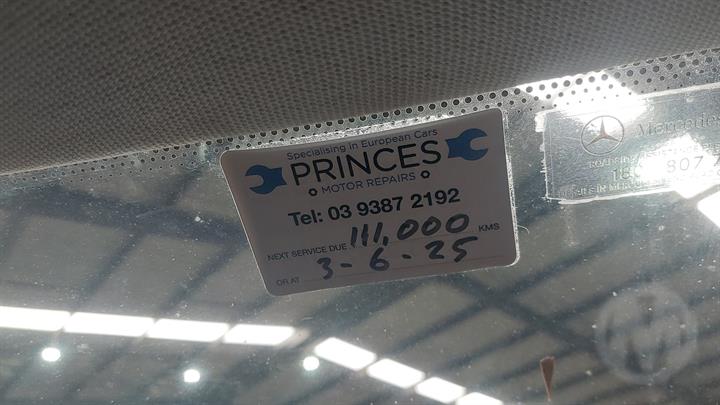 Specialising in European Cars
PRINCES
MOTOR REPAIRS
Tel: 03 9387 2192
NEXT SERVICE DUE 111,000 KMS
OR AT 3-6-25
Mercedes